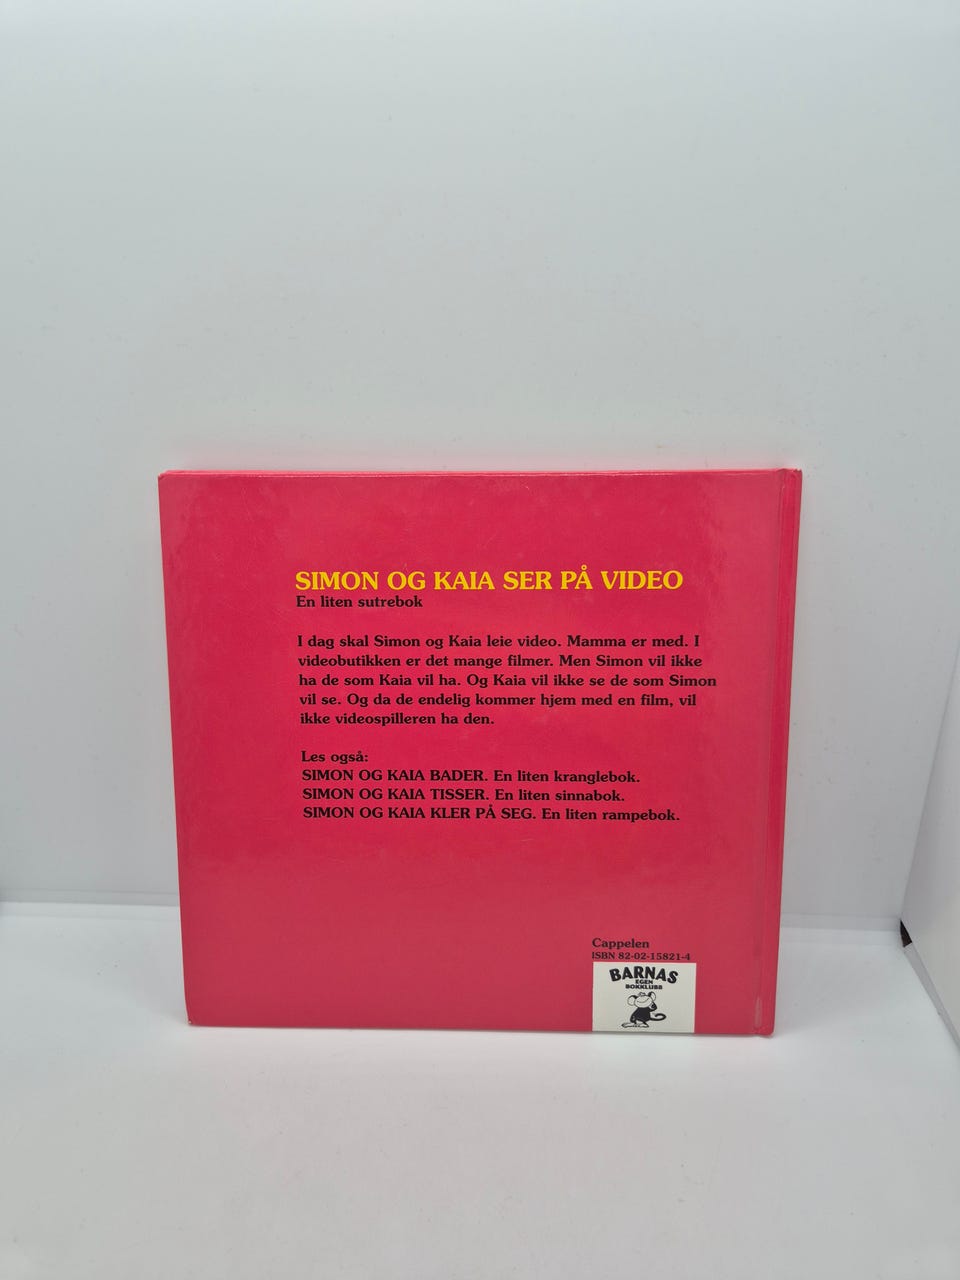 SIMON OG KAIA SER PÅ VIDEO
En liten sutrebok
I dag skal Simon og Kaia leie video. Mamma er med. I
videobutikken er det mange filmer. Men Simon vil ikke
ha de som Kaia vil ha. Og Kaia vil ikke se de som Simon
vil se. Og da de endelig kommer hjem med en film, vil
ikke videospilleren ha den.
Les også:
SIMON OG KAIA BADER. En liten kranglebok.
SIMON OG KAIA TISSER. En liten sinnabok.
SIMON OG KAIA KLER PÅ SEG. En liten rampebok.
Cappelen
ISBN 82-02-15821-4
BARNAS
EGEN
BOKKLUBB